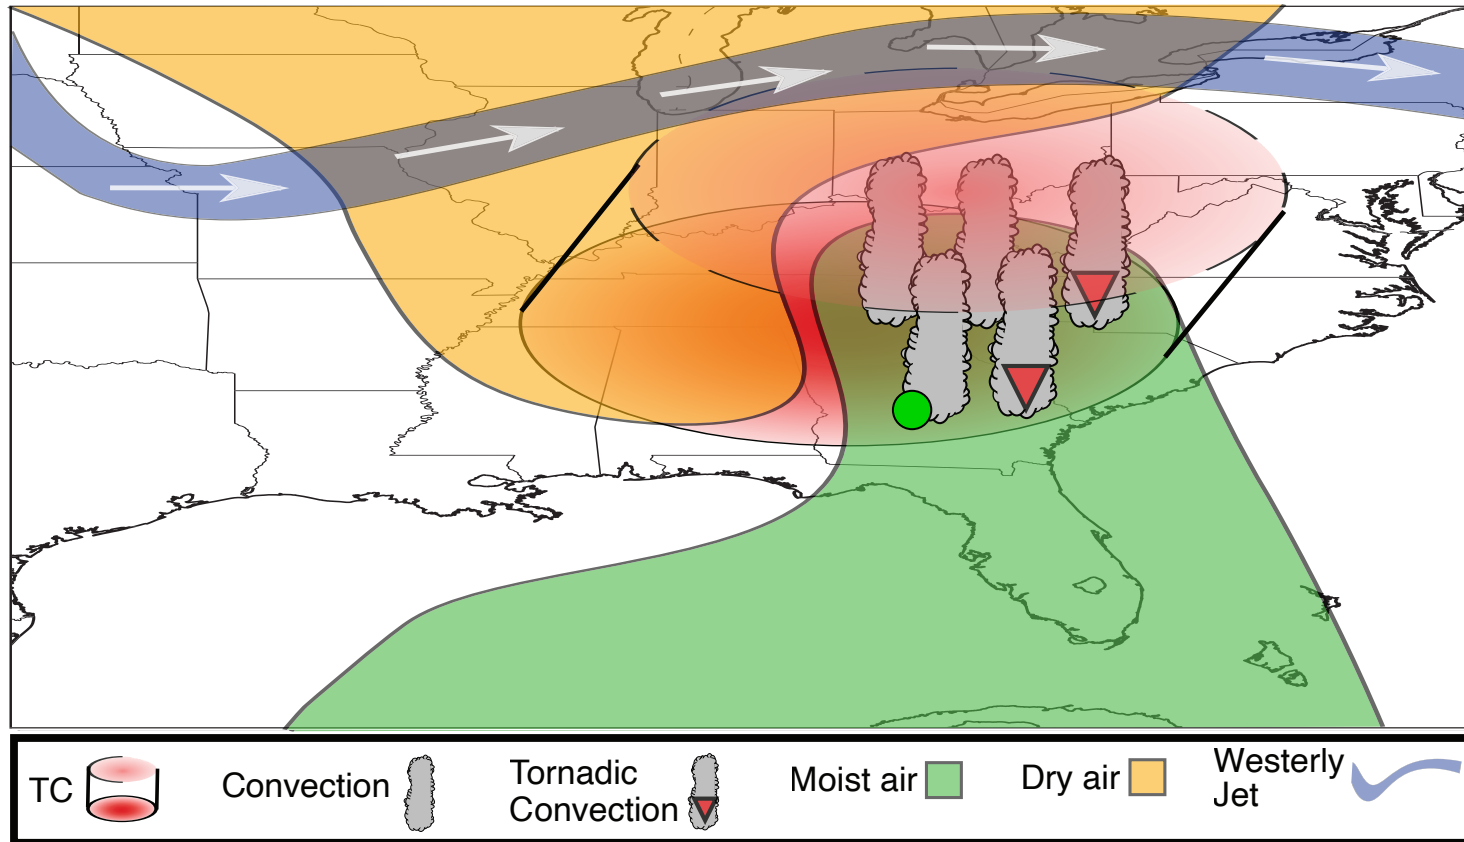 TC
Convection
Tornadic
Convection
Moist air
Dry air
Westerly
Jet